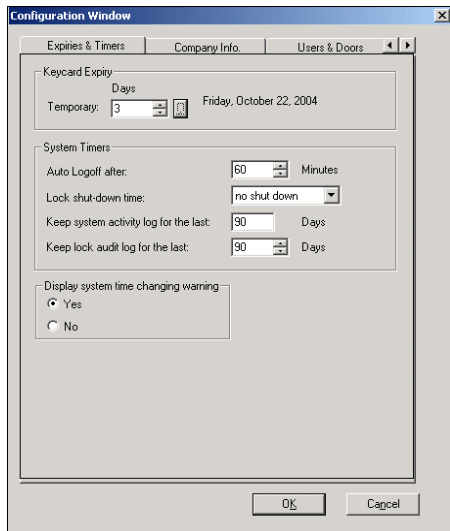 Configuration Window
Expiries & Timers
Company Info.
Users & Doors
Keycard Expiry
Days
Temporary: 3 ... Friday, October 22, 2004
System Timers
Auto Logoff after: 60 Minutes
Lock shut-down time: no shut down
Keep system activity log for the last: 90 Days
Keep lock audit log for the last: 90 Days
Display system time changing warning
Yes
No
OK
Cancel